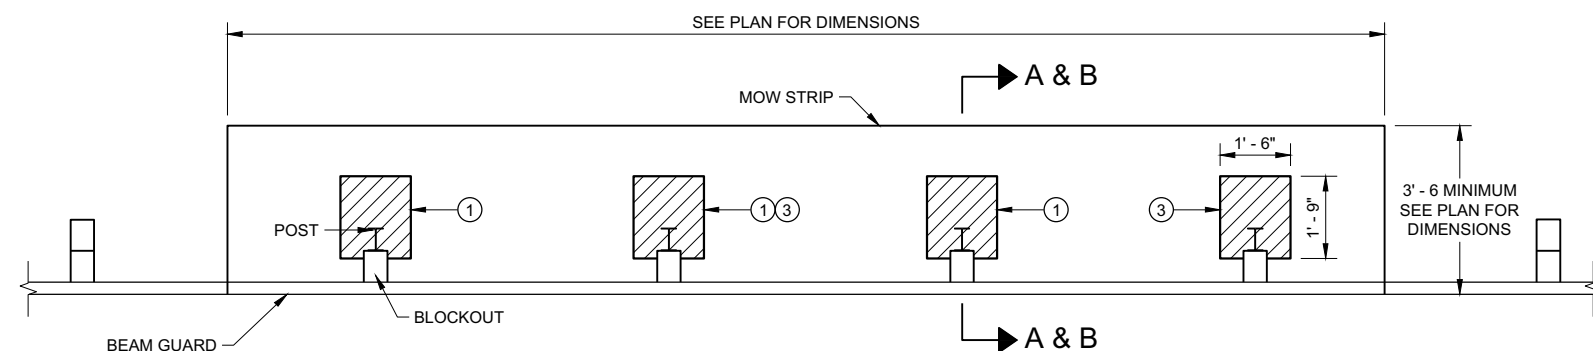 SEE PLAN FOR DIMENSIONS
A & B
MOW STRIP
1' - 6"
1
1 3
1
3
1' - 9"
3' - 6 MINIMUM
SEE PLAN FOR
DIMENSIONS
POST
BLOCKOUT
BEAM GUARD
A & B